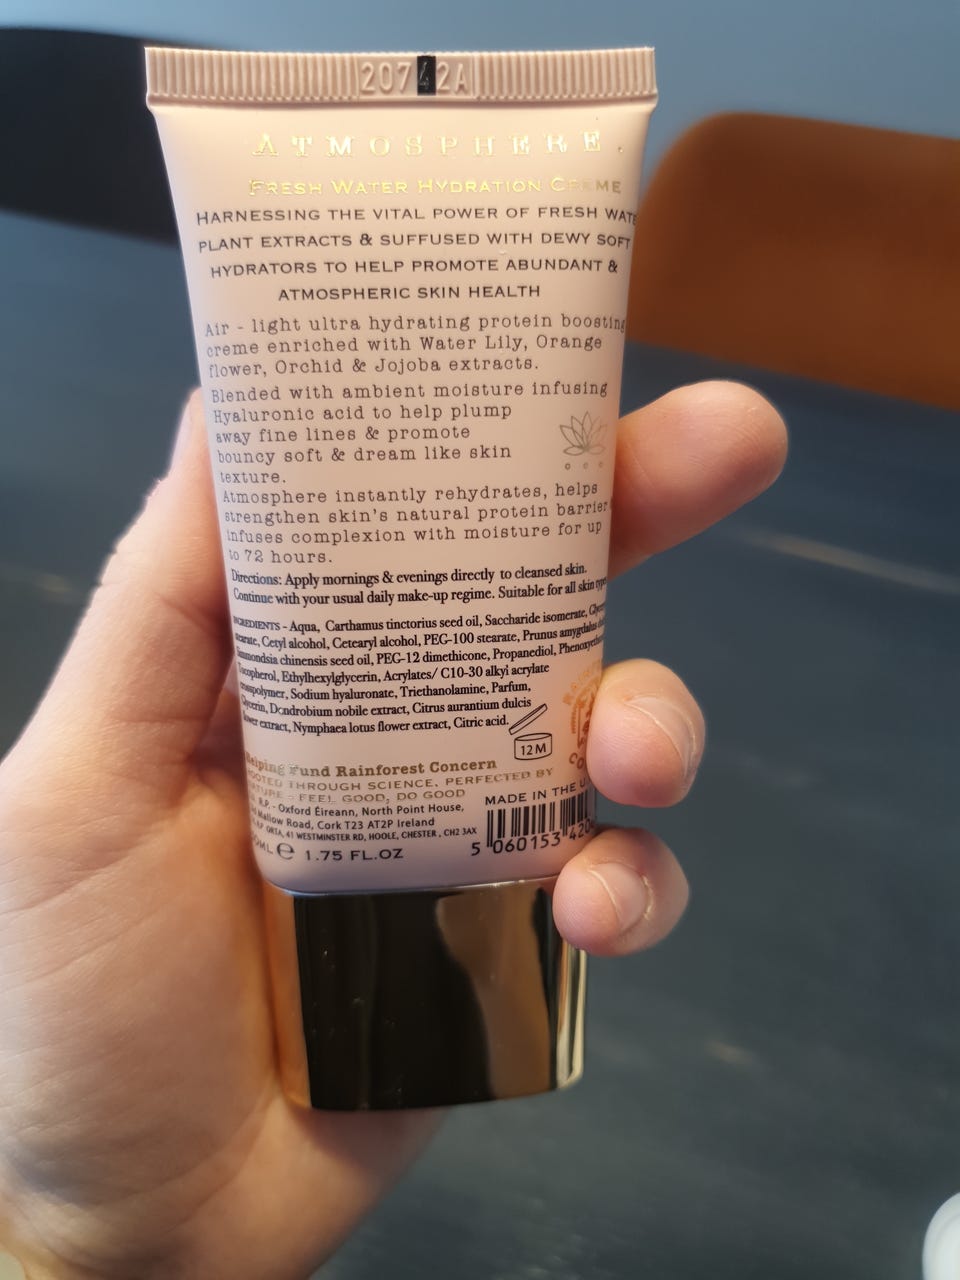 20742A
ATMOSPHERE.
FRESH WATER HYDRATION CREME
HARNESSING THE VITAL POWER OF FRESH WATE
PLANT EXTRACTS & SUFFUSED WITH DEWY SOFT
HYDRATORS TO HELP PROMOTE ABUNDANT &
ATMOSPHERIC SKIN HEALTH
Air - light ultra hydrating protein boosting
creme enriched with Water Lily, Orange
flower, Orchid & Jojoba extracts.
Blended with ambient moisture infusing
Hyaluronic acid to help plump
away fine lines & promote
bouncy soft & dream like skin
texture.
Atmosphere instantly rehydrates, helps
strengthen skin's natural protein barrier
infuses complexion with moisture for up
to 72 hours.
Directions: Apply mornings & evenings directly to cleansed skin.
Continue with your usual daily make-up regime. Suitable for all skin types
INGREDIENTS - Aqua, Carthamus tinctorius seed oil, Saccharide isomerate,
stearate, Cetyl alcohol, Cetearyl alcohol, PEG-100 stearate, Prunus amygdalus
Simmondsia chinensis seed oil, PEG-12 dimethicone, Propanediol,
Tocopherol, Ethylhexylglycerin, Acrylates/ C10-30 alkyl acrylate
crosspolymer, Sodium hyaluronate, Triethanolamine, Parfum,
Glycerin, Dendrobium nobile extract, Citrus aurantium dulcis
flower extract, Nymphaea lotus flower extract, Citric acid.
12M
Helping Fund Rainforest Concern
ROOTED THROUGH SCIENCE, PERFECTED BY
NATURE - FEEL GOOD, DO GOOD
R.P. - Oxford Éireann, North Point House,
Mallow Road, Cork T23 AT2P Ireland
ORTA, 41 WESTMINSTER RD, HOOLE, CHESTER, CH2 3AX
MADE IN THE U
e 1.75 FL.OZ
5 060153 420